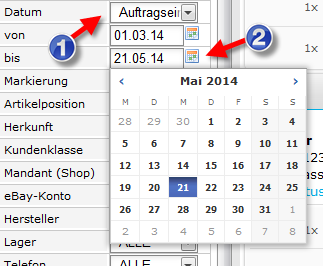 Datum Auftragsein
1
von 01.03.14
2
bis 21.05.14
Markierung
Artikelposition
Herkunft
Kundenklasse
Mandant (Shop)
eBay-Konto
Hersteller
Lager ALLE
Telefon ALLE
‹ Mai 2014 ›
M D M D F S S
28 29 30 1 2 3 4
5 6 7 8 9 10 11
12 13 14 15 16 17 18
19 20 21 22 23 24 25
26 27 28 29 30 31 1
2 3 4 5 6 7 8
1x
1x
r
123
ass
tus